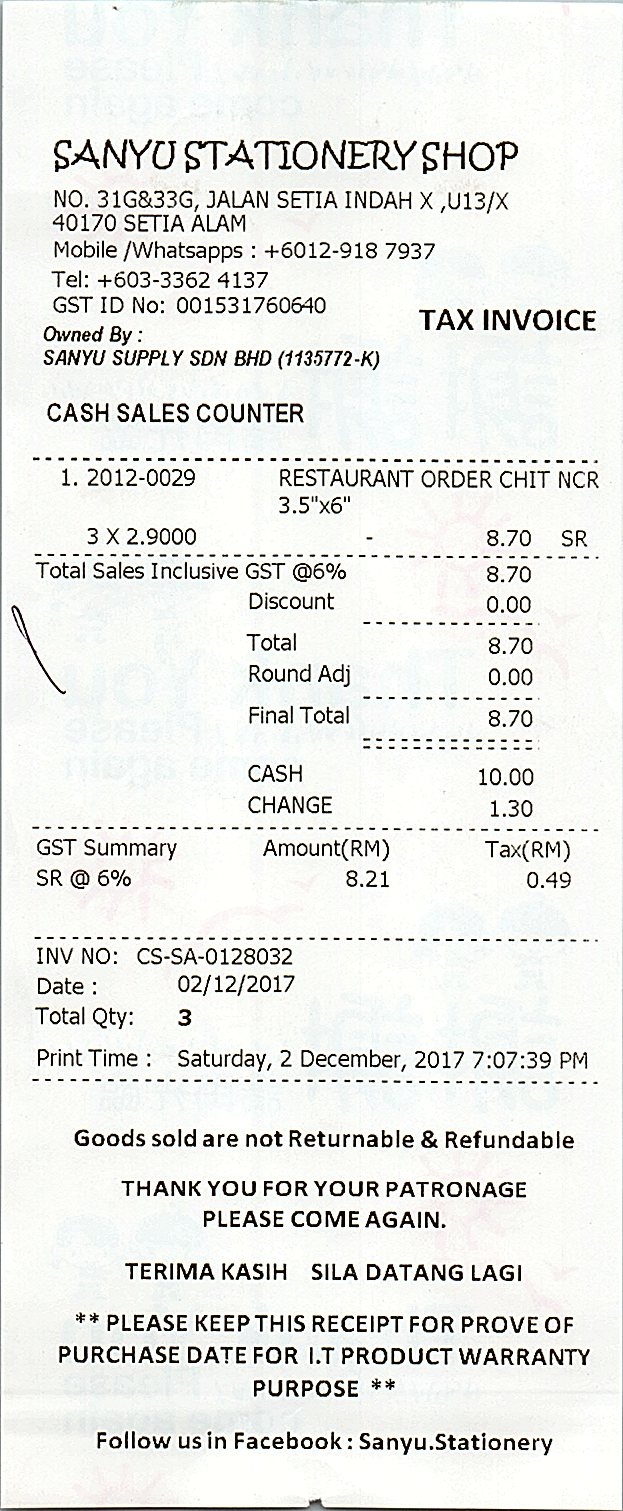 SANYU STATIONERY SHOP
NO. 31G&33G, JALAN SETIA INDAH X ,U13/X
40170 SETIA ALAM
Mobile /Whatsapps : +6012-918 7937
Tel: +603-3362 4137
GST ID No: 001531760640
TAX INVOICE
Owned By :
SANYU SUPPLY SDN BHD (1135772-K)
CASH SALES COUNTER
1. 2012-0029 RESTAURANT ORDER CHIT NCR
3.5"x6"
3 X 2.9000 - 8.70 SR
Total Sales Inclusive GST @6% 8.70
Discount 0.00
Total 8.70
Round Adj 0.00
Final Total 8.70
CASH 10.00
CHANGE 1.30
GST Summary Amount(RM) Tax(RM)
SR @ 6% 8.21 0.49
INV NO: CS-SA-0128032
Date : 02/12/2017
Total Qty: 3
Print Time : Saturday, 2 December, 2017 7:07:39 PM
Goods sold are not Returnable & Refundable
THANK YOU FOR YOUR PATRONAGE
PLEASE COME AGAIN.
TERIMA KASIH SILA DATANG LAGI
** PLEASE KEEP THIS RECEIPT FOR PROVE OF
PURCHASE DATE FOR I.T PRODUCT WARRANTY
PURPOSE **
Follow us in Facebook : Sanyu.Stationery